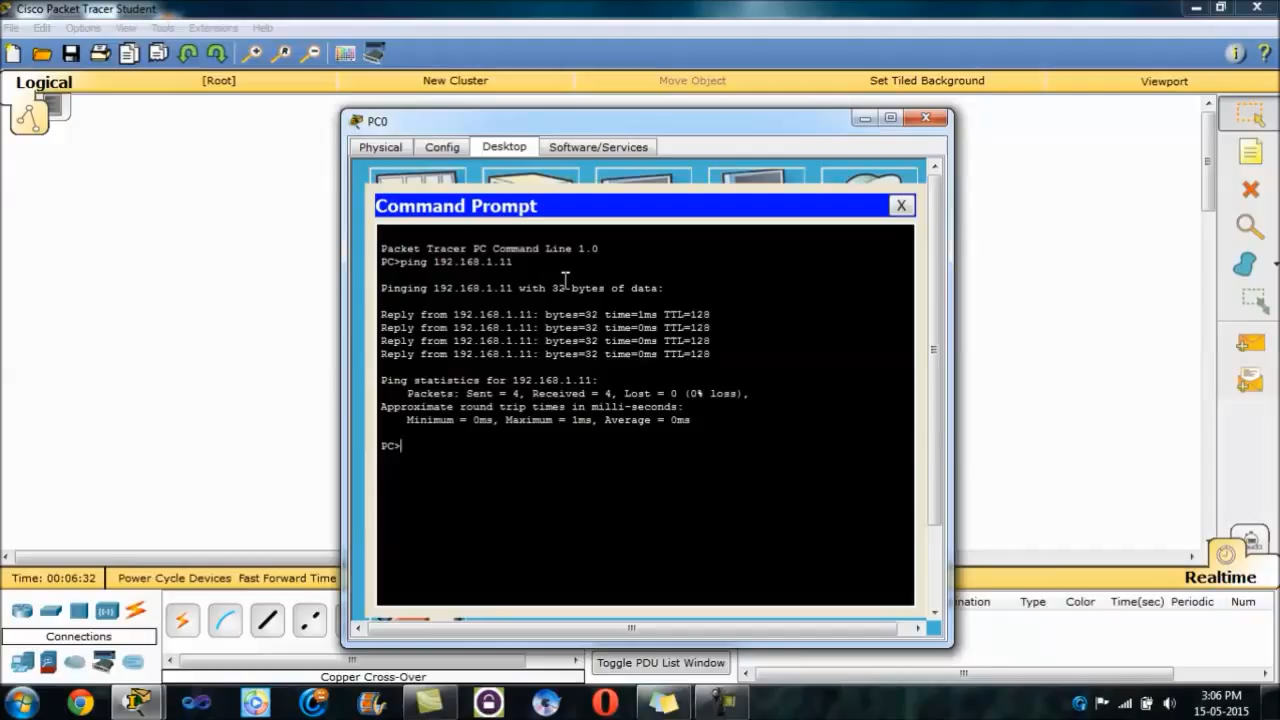 Cisco Packet Tracer Student
File Edit Options View Tools Extensions Help
Logical [Root] New Cluster Move Object Set Tiled Background Viewport
PC0
Physical Config Desktop Software/Services
Command Prompt X
Packet Tracer PC Command Line 1.0
PC>ping 192.168.1.11
Pinging 192.168.1.11 with 32 bytes of data:
Reply from 192.168.1.11: bytes=32 time=1ms TTL=128
Reply from 192.168.1.11: bytes=32 time=0ms TTL=128
Reply from 192.168.1.11: bytes=32 time=0ms TTL=128
Reply from 192.168.1.11: bytes=32 time=0ms TTL=128
Ping statistics for 192.168.1.11:
Packets: Sent = 4, Received = 4, Lost = 0 (0% loss),
Approximate round trip times in milli-seconds:
Minimum = 0ms, Maximum = 1ms, Average = 0ms
PC>
Time: 00:06:32 Power Cycle Devices Fast Forward Time Realtime
ination Type Color Time(sec) Periodic Num
Connections
Toggle PDU List Window
Copper Cross-Over
3:06 PM
15-05-2015